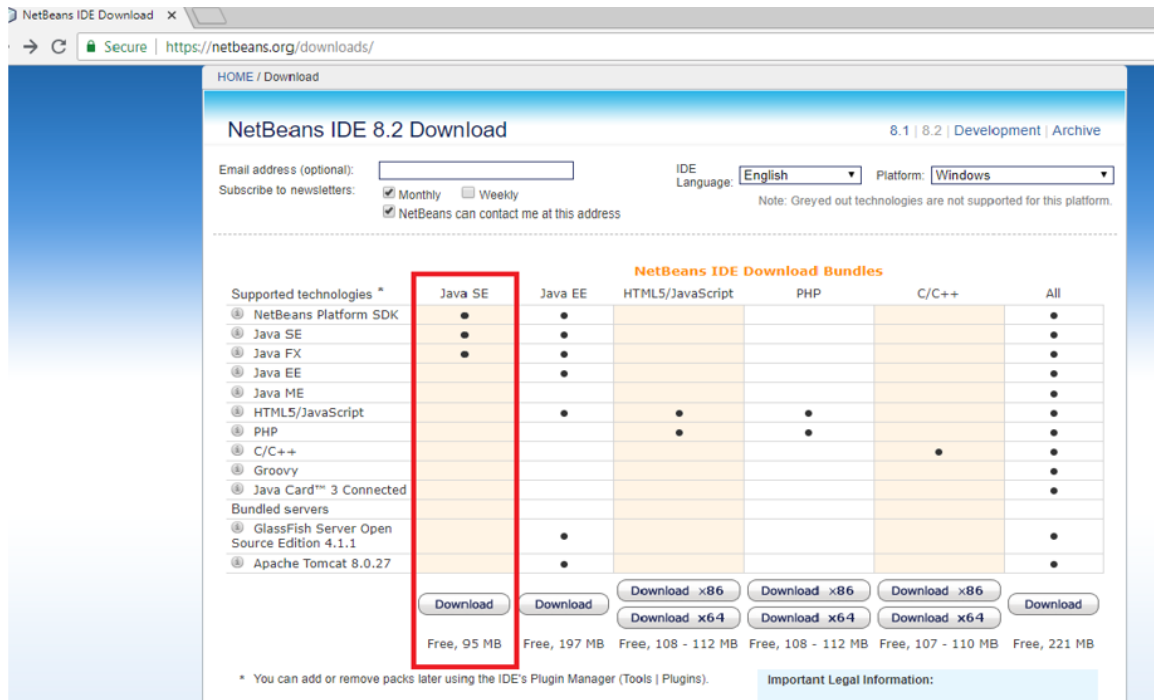 NetBeans IDE Download
Secure | https://netbeans.org/downloads/
HOME / Download
NetBeans IDE 8.2 Download
8.1 | 8.2 | Development | Archive
Email address (optional):
IDE Language: English
Platform: Windows
Subscribe to newsletters:
Monthly Weekly
Note: Greyed out technologies are not supported for this platform.
NetBeans can contact me at this address
NetBeans IDE Download Bundles
Supported technologies * Java SE Java EE HTML5/JavaScript PHP C/C++ All
NetBeans Platform SDK
Java SE
Java FX
Java EE
Java ME
HTML5/JavaScript
PHP
C/C++
Groovy
Java Card™ 3 Connected
Bundled servers
GlassFish Server Open
Source Edition 4.1.1
Apache Tomcat 8.0.27
Download x86 Download x86 Download x86
Download Download Download
Download x64 Download x64 Download x64
Free, 95 MB Free, 197 MB Free, 108 - 112 MB Free, 108 - 112 MB Free, 107 - 110 MB Free, 221 MB
* You can add or remove packs later using the IDE's Plugin Manager (Tools | Plugins).
Important Legal Information: